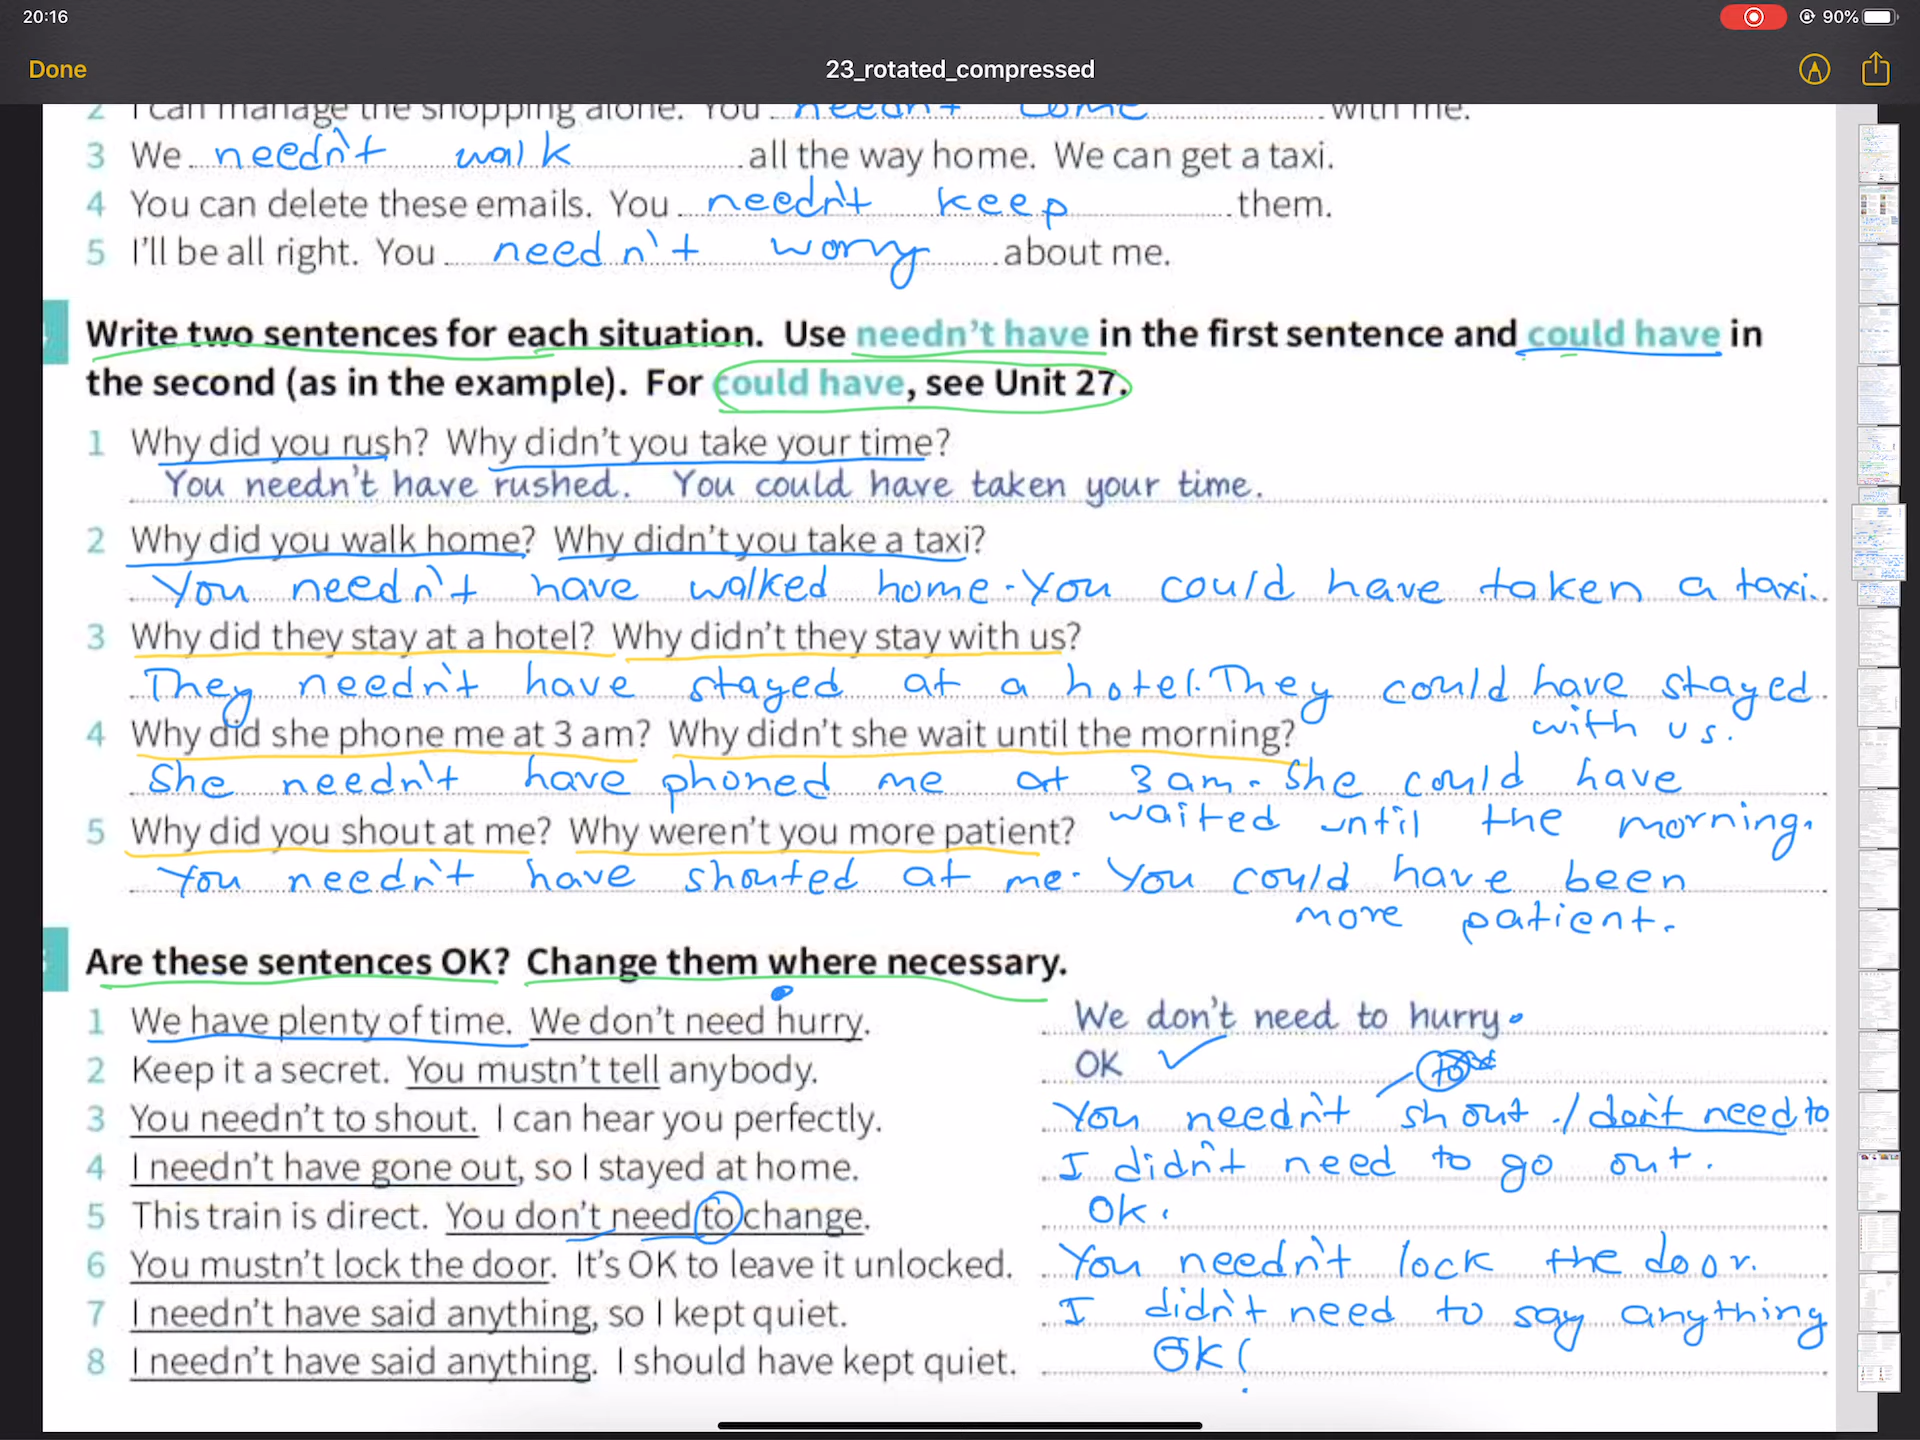 20:16
90%
Done
23_rotated_compressed
2 I can manage the shopping alone. You needn't come with me.
3 We needn't walk all the way home. We can get a taxi.
4 You can delete these emails. You needn't keep them.
5 I'll be all right. You needn't worry about me.
Write two sentences for each situation. Use needn't have in the first sentence and could have in
the second (as in the example). For could have, see Unit 27.
1 Why did you rush? Why didn't you take your time?
You needn't have rushed. You could have taken your time.
2 Why did you walk home? Why didn't you take a taxi?
You needn't have walked home. You could have taken a taxi.
3 Why did they stay at a hotel? Why didn't they stay with us?
They needn't have stayed at a hotel. They could have stayed
with us.
4 Why did she phone me at 3 am? Why didn't she wait until the morning?
She needn't have phoned me at 3 am. She could have
waited until the morning.
5 Why did you shout at me? Why weren't you more patient?
You needn't have shouted at me. You could have been
more patient.
Are these sentences OK? Change them where necessary.
1 We have plenty of time. We don't need hurry. We don't need to hurry.
2 Keep it a secret. You mustn't tell anybody. OK
3 You needn't to shout. I can hear you perfectly. You needn't shout. / don't need to
4 I needn't have gone out, so I stayed at home. I didn't need to go out.
5 This train is direct. You don't need to change. Ok.
6 You mustn't lock the door. It's OK to leave it unlocked. You needn't lock the door.
7 I needn't have said anything, so I kept quiet. I didn't need to say anything
8 I needn't have said anything. I should have kept quiet. OK